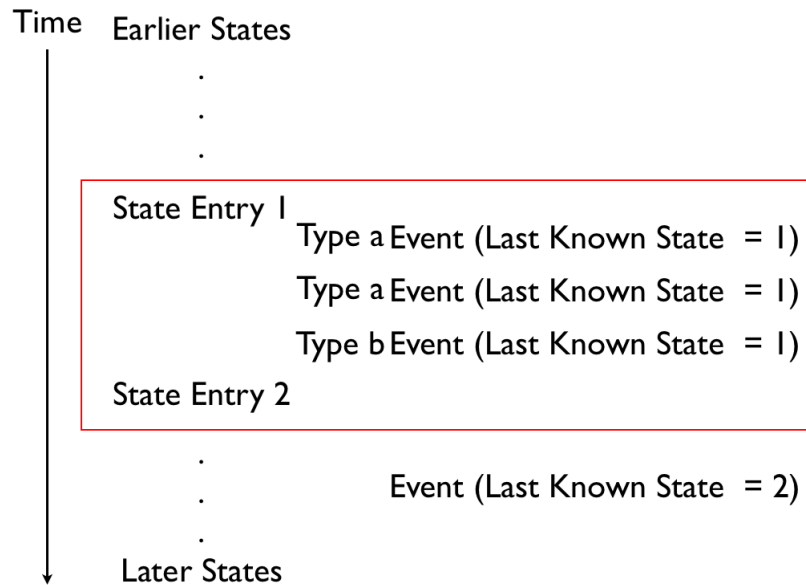 Time
Earlier States
.
.
.
State Entry 1
Type a Event (Last Known State = 1)
Type a Event (Last Known State = 1)
Type b Event (Last Known State = 1)
State Entry 2
.
Event (Last Known State = 2)
.
.
Later States